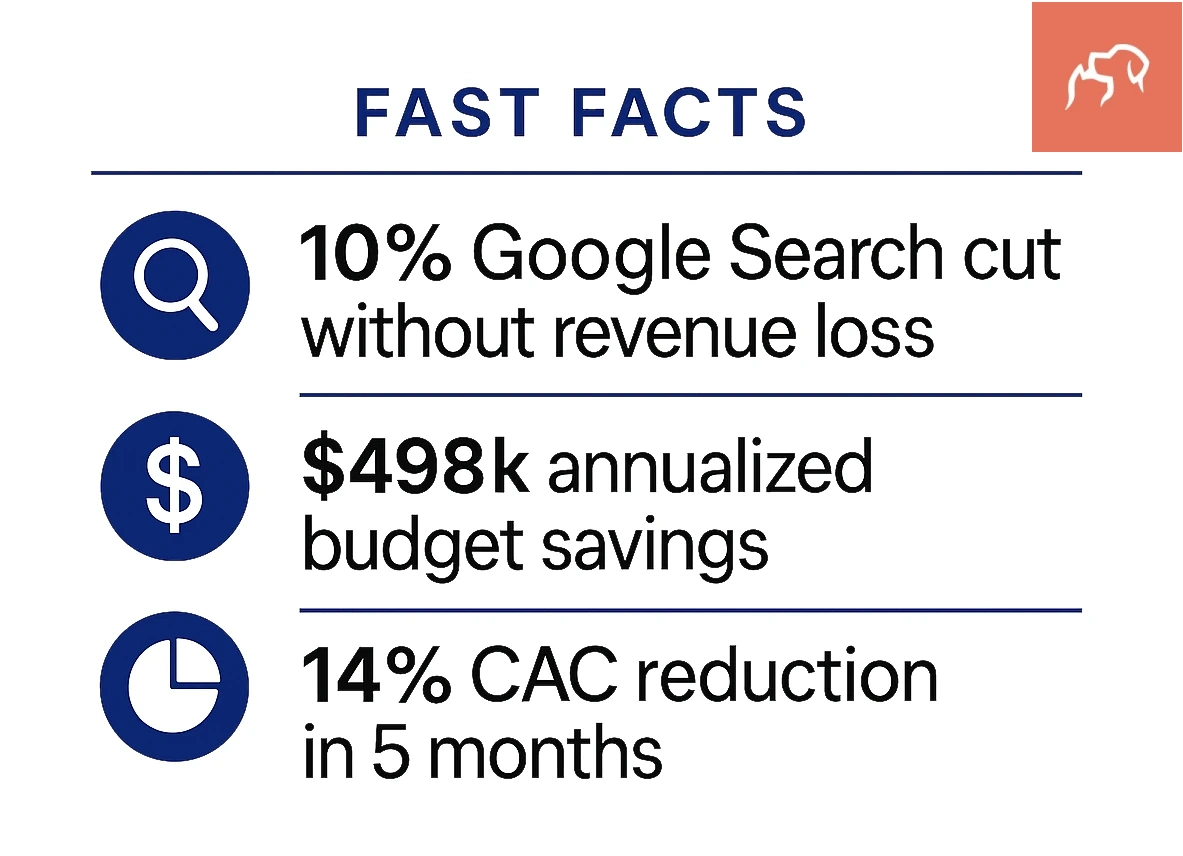 FAST FACTS
10% Google Search cut
without revenue loss
$
$498k annualized
budget savings
14% CAC reduction
in 5 months